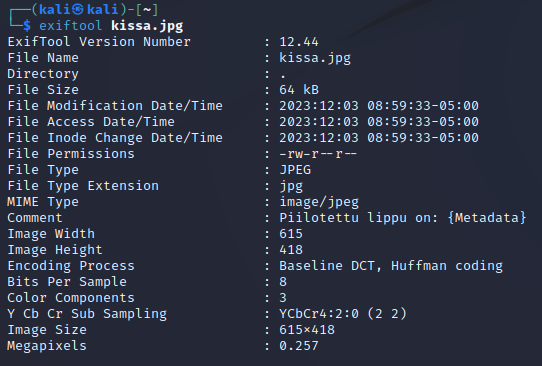 ┌──(kali㉿kali)-[~]
└─$ exiftool kissa.jpg
ExifTool Version Number : 12.44
File Name : kissa.jpg
Directory : .
File Size : 64 kB
File Modification Date/Time : 2023:12:03 08:59:33-05:00
File Access Date/Time : 2023:12:03 08:59:33-05:00
File Inode Change Date/Time : 2023:12:03 08:59:33-05:00
File Permissions : -rw-r--r--
File Type : JPEG
File Type Extension : jpg
MIME Type : image/jpeg
Comment : Piilotettu lippu on: {Metadata}
Image Width : 615
Image Height : 418
Encoding Process : Baseline DCT, Huffman coding
Bits Per Sample : 8
Color Components : 3
Y Cb Cr Sub Sampling : YCbCr4:2:0 (2 2)
Image Size : 615×418
Megapixels : 0.257